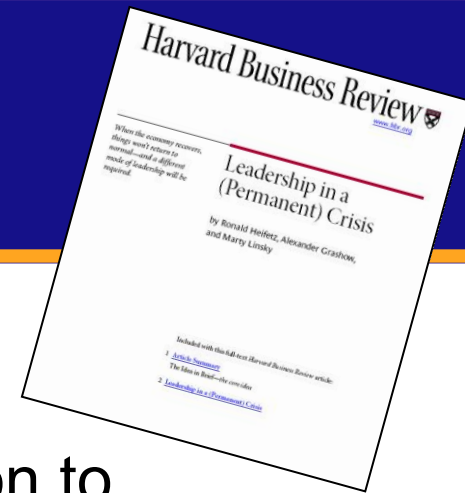 Harvard Business Review
www.hbr.org
When the economy recovers,
things won't return to
normal—and a different
mode of leadership will be
required.
Leadership in a
(Permanent) Crisis
by Ronald Heifetz, Alexander Grashow,
and Marty Linsky
Included with this full-text Harvard Business Review article:
1 Article Summary
The Idea in Brief—the core idea
2 Leadership in a (Permanent) Crisis
on to